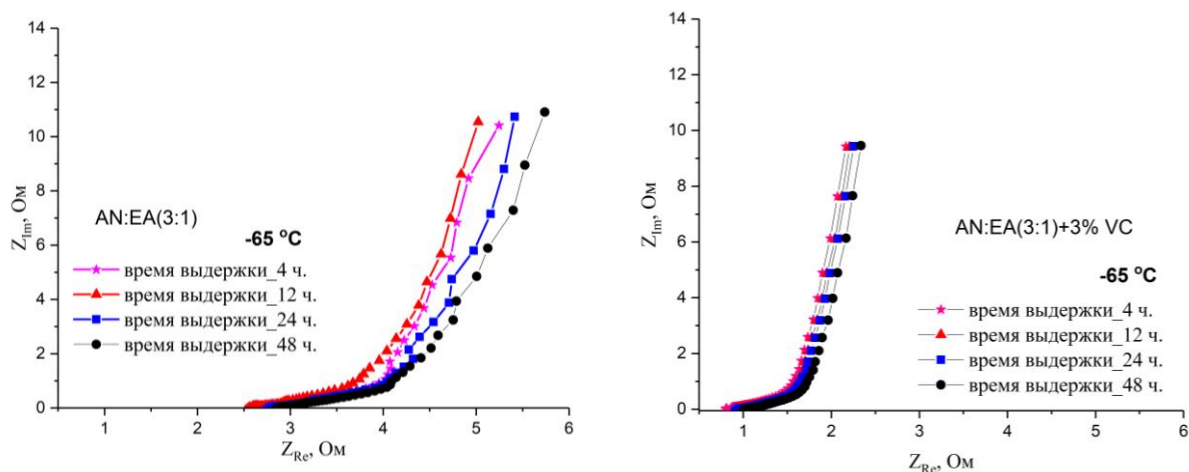 14
12
10
8
6
4
2
0
Z_Im, Ом
AN:EA(3:1)
-65 °C
время выдержки_4 ч.
время выдержки_12 ч.
время выдержки_24 ч.
время выдержки_48 ч.
1 2 3 4 5 6
Z_Re, Ом
14
12
10
8
6
4
2
0
Z_Im, Ом
AN:EA(3:1)+3% VC
-65 °C
время выдержки_4 ч.
время выдержки_12 ч.
время выдержки_24 ч.
время выдержки_48 ч.
1 2 3 4 5 6
Z_Re, Ом